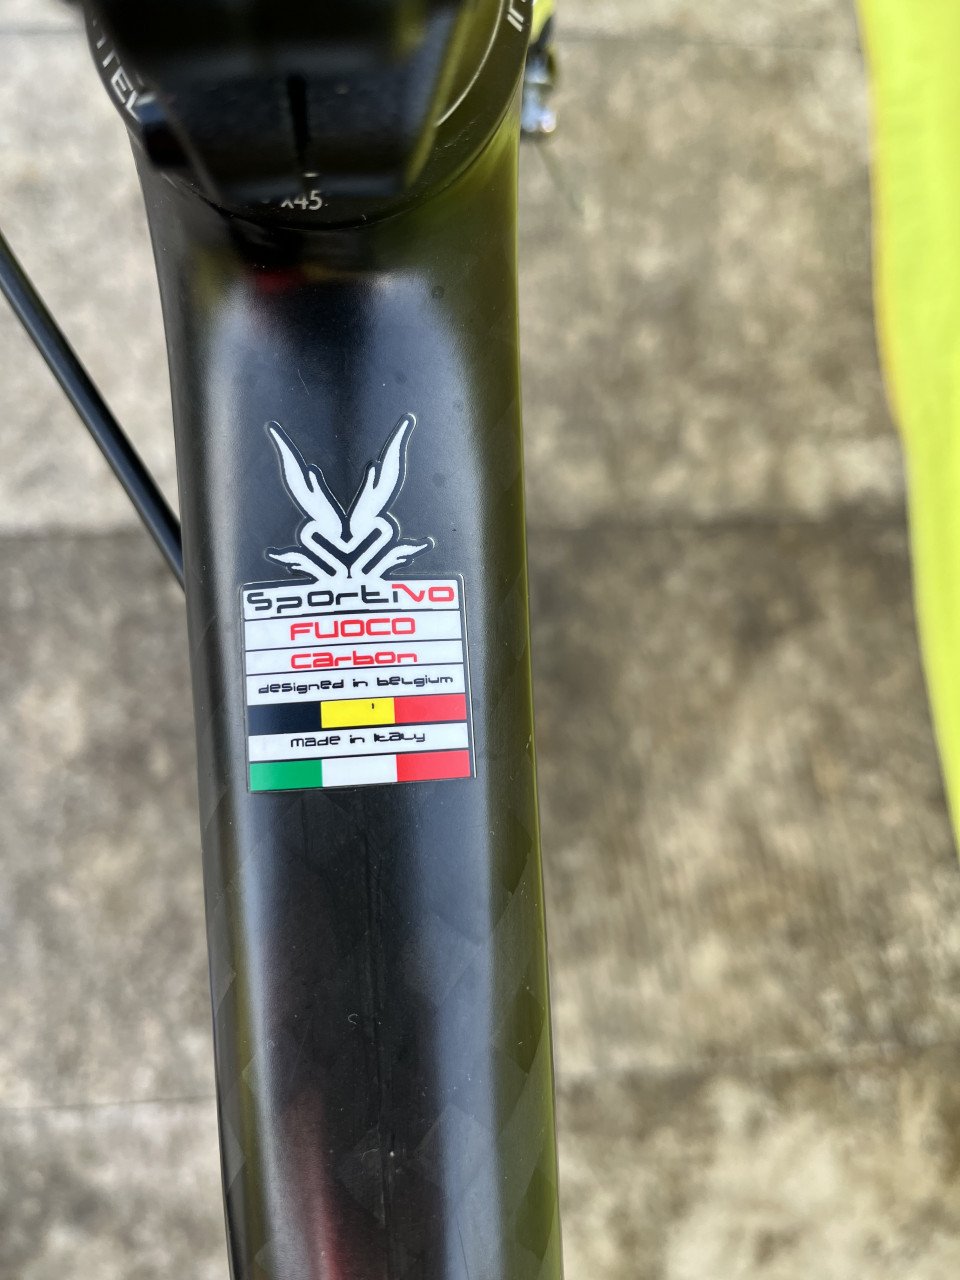 x45
SportiVo
FUOCO
Carbon
designed in belgium
made in Italy